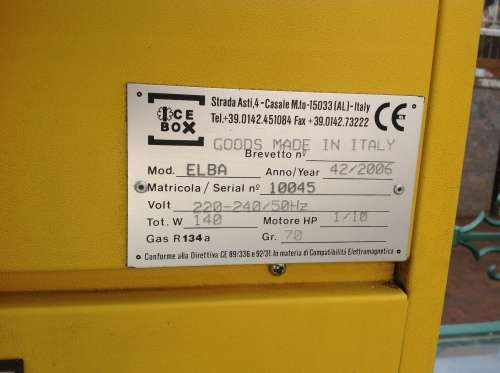 ICE BOX
Strada Asti,4 - Casale M.to - 15033 (AL) - Italy
Tel.+39.0142.451084 Fax +39.0142.73222
CE
GOODS MADE IN ITALY
Brevetto nº
Mod. ELBA Anno/Year 42/2006
Matricola / Serial nº 10045
Volt 220-240/50Hz
Tot. W 140 Motore HP 1/10
Gas R134a Gr. 70
Conforme alla Direttiva CE 89/336 e 92/31. In materia di Compatibilità Elettromagnetica